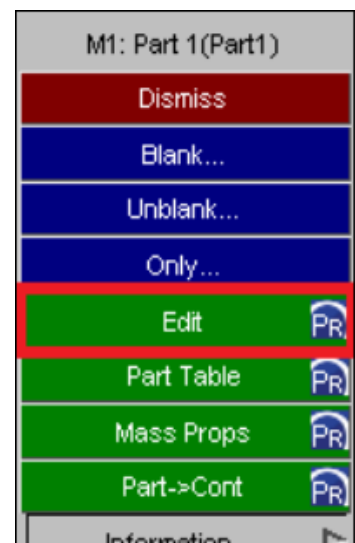 M1: Part 1(Part1)
Dismiss
Blank...
Unblank...
Only...
Edit PR
Part Table PR
Mass Props PR
Part->Cont PR
Information